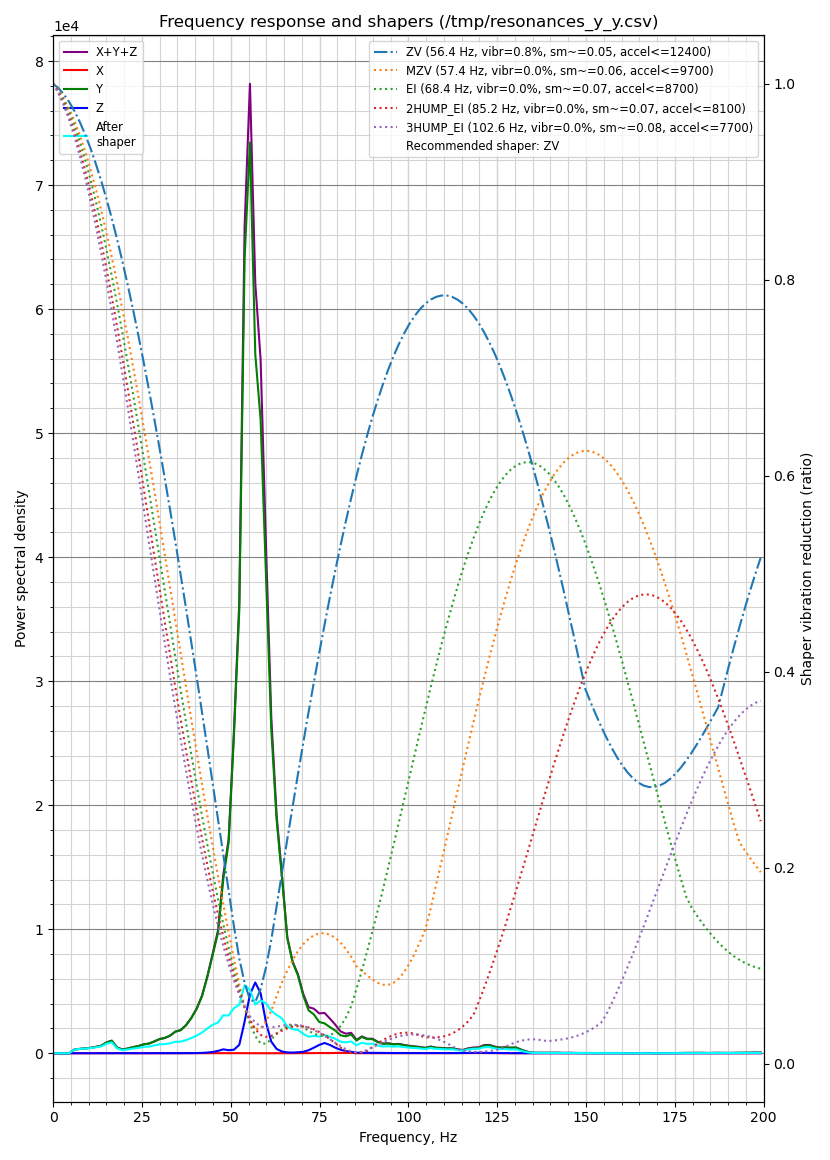 Frequency response and shapers (/tmp/resonances_y_y.csv)
1e4
X+Y+Z
X
Y
Z
After
shaper
ZV (56.4 Hz, vibr=0.8%, sm~=0.05, accel<=12400)
MZV (57.4 Hz, vibr=0.0%, sm~=0.06, accel<=9700)
EI (68.4 Hz, vibr=0.0%, sm~=0.07, accel<=8700)
2HUMP_EI (85.2 Hz, vibr=0.0%, sm~=0.07, accel<=8100)
3HUMP_EI (102.6 Hz, vibr=0.0%, sm~=0.08, accel<=7700)
Recommended shaper: ZV
8
7
6
5
4
3
2
1
0
Power spectral density
1.0
0.8
0.6
0.4
0.2
0.0
Shaper vibration reduction (ratio)
0 25 50 75 100 125 150 175 200
Frequency, Hz